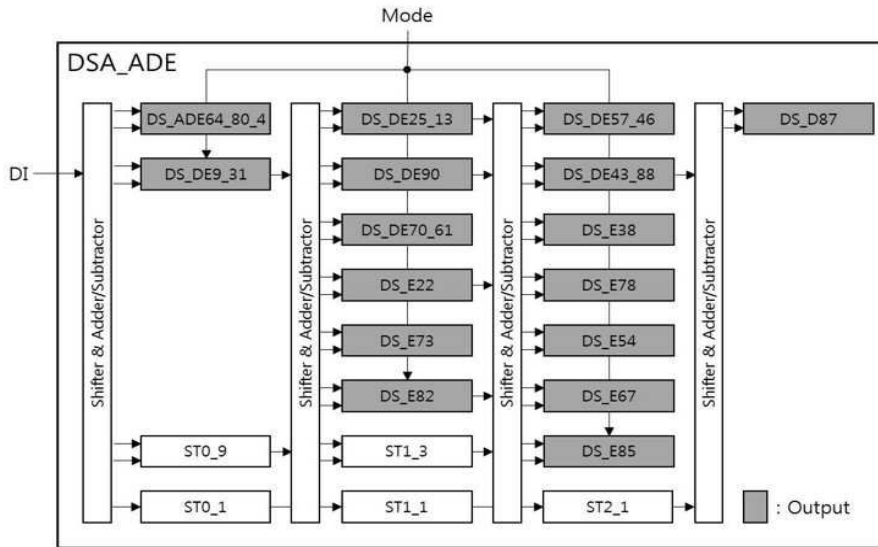 Mode
DSA_ADE
DI
Shifter & Adder/Subtractor
DS_ADE64_80_4
DS_DE9_31
ST0_9
ST0_1
Shifter & Adder/Subtractor
DS_DE25_13
DS_DE90
DS_DE70_61
DS_E22
DS_E73
DS_E82
ST1_3
ST1_1
Shifter & Adder/Subtractor
DS_DE57_46
DS_DE43_88
DS_E38
DS_E78
DS_E54
DS_E67
DS_E85
ST2_1
Shifter & Adder/Subtractor
DS_D87
: Output